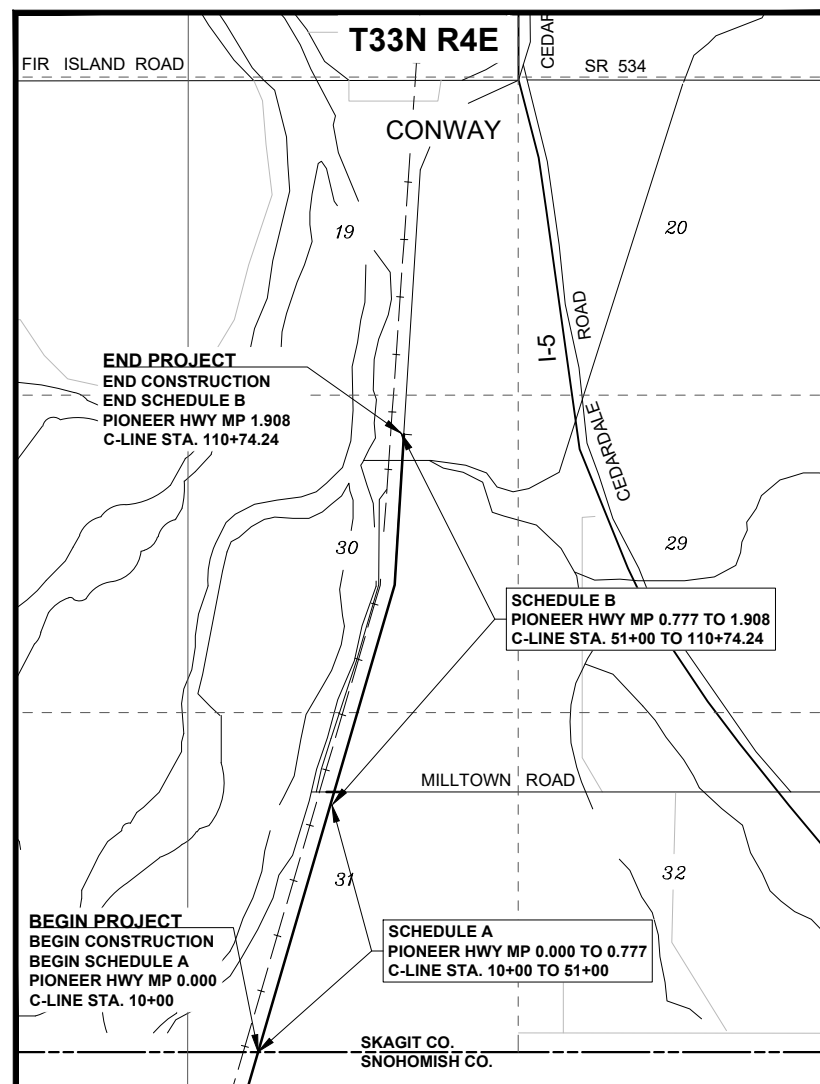 T33N R4E
CEDAR
FIR ISLAND ROAD
SR 534
CONWAY
19
20
I-5
ROAD
END PROJECT
END CONSTRUCTION
END SCHEDULE B
PIONEER HWY MP 1.908
C-LINE STA. 110+74.24
CEDARDALE
30
29
SCHEDULE B
PIONEER HWY MP 0.777 TO 1.908
C-LINE STA. 51+00 TO 110+74.24
MILLTOWN ROAD
31
32
BEGIN PROJECT
BEGIN CONSTRUCTION
BEGIN SCHEDULE A
PIONEER HWY MP 0.000
C-LINE STA. 10+00
SCHEDULE A
PIONEER HWY MP 0.000 TO 0.777
C-LINE STA. 10+00 TO 51+00
SKAGIT CO.
SNOHOMISH CO.